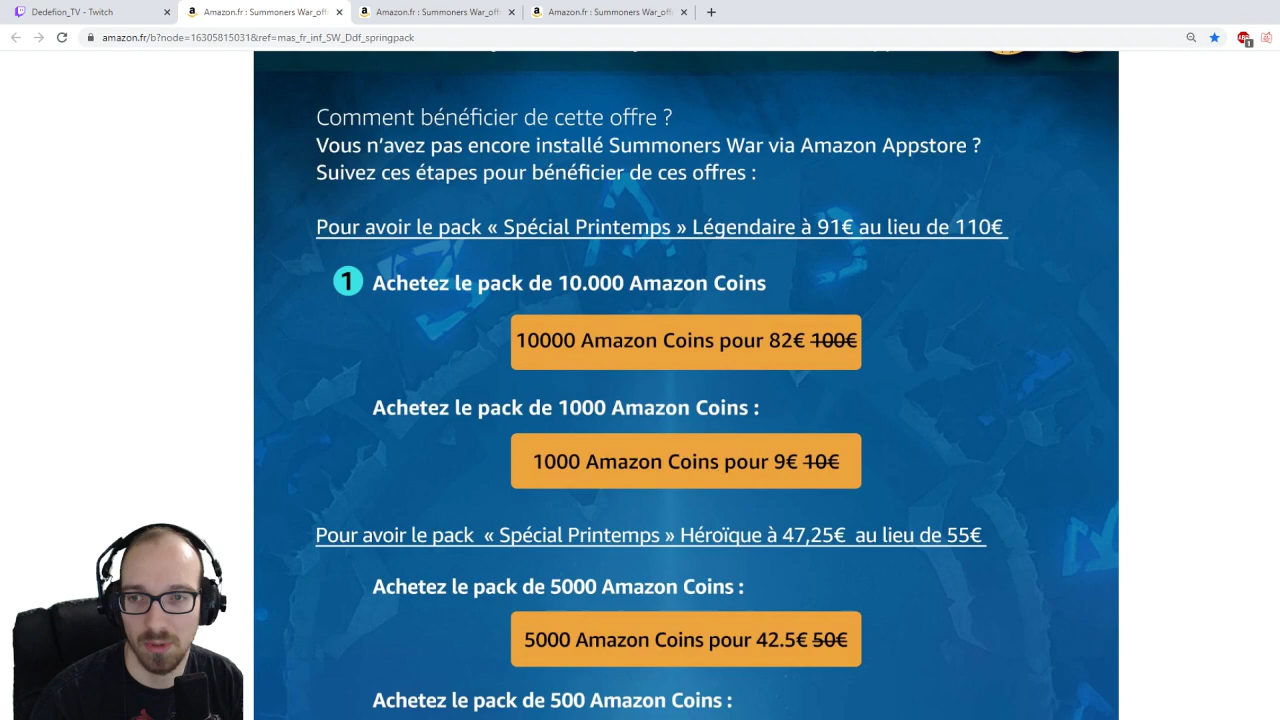 Dedefion_TV - Twitch
Amazon.fr : Summoners War_off
Amazon.fr : Summoners War_off
Amazon.fr : Summoners War_off
amazon.fr/b?node=16305815031&ref=mas_fr_inf_SW_Ddf_springpack
Comment bénéficier de cette offre ?
Vous n’avez pas encore installé Summoners War via Amazon Appstore ?
Suivez ces étapes pour bénéficier de ces offres :
Pour avoir le pack « Spécial Printemps » Légendaire à 91€ au lieu de 110€
1 Achetez le pack de 10.000 Amazon Coins
10000 Amazon Coins pour 82€ 100€
Achetez le pack de 1000 Amazon Coins :
1000 Amazon Coins pour 9€ 10€
Pour avoir le pack « Spécial Printemps » Héroïque à 47,25€ au lieu de 55€
Achetez le pack de 5000 Amazon Coins :
5000 Amazon Coins pour 42.5€ 50€
Achetez le pack de 500 Amazon Coins :